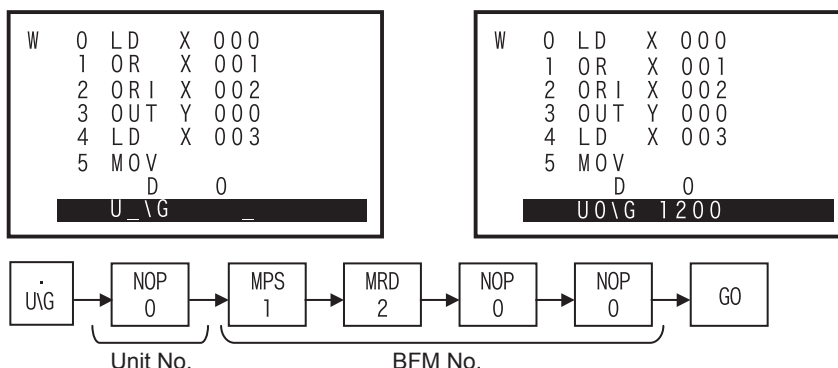 W 0 LD X 000
1 OR X 001
2 ORI X 002
3 OUT Y 000
4 LD X 003
5 MOV
D 0
U_\G _
W 0 LD X 000
1 OR X 001
2 ORI X 002
3 OUT Y 000
4 LD X 003
5 MOV
D 0
U0\G 1200
.
U\G
NOP
0
MPS
1
MRD
2
NOP
0
NOP
0
GO
Unit No.
BFM No.